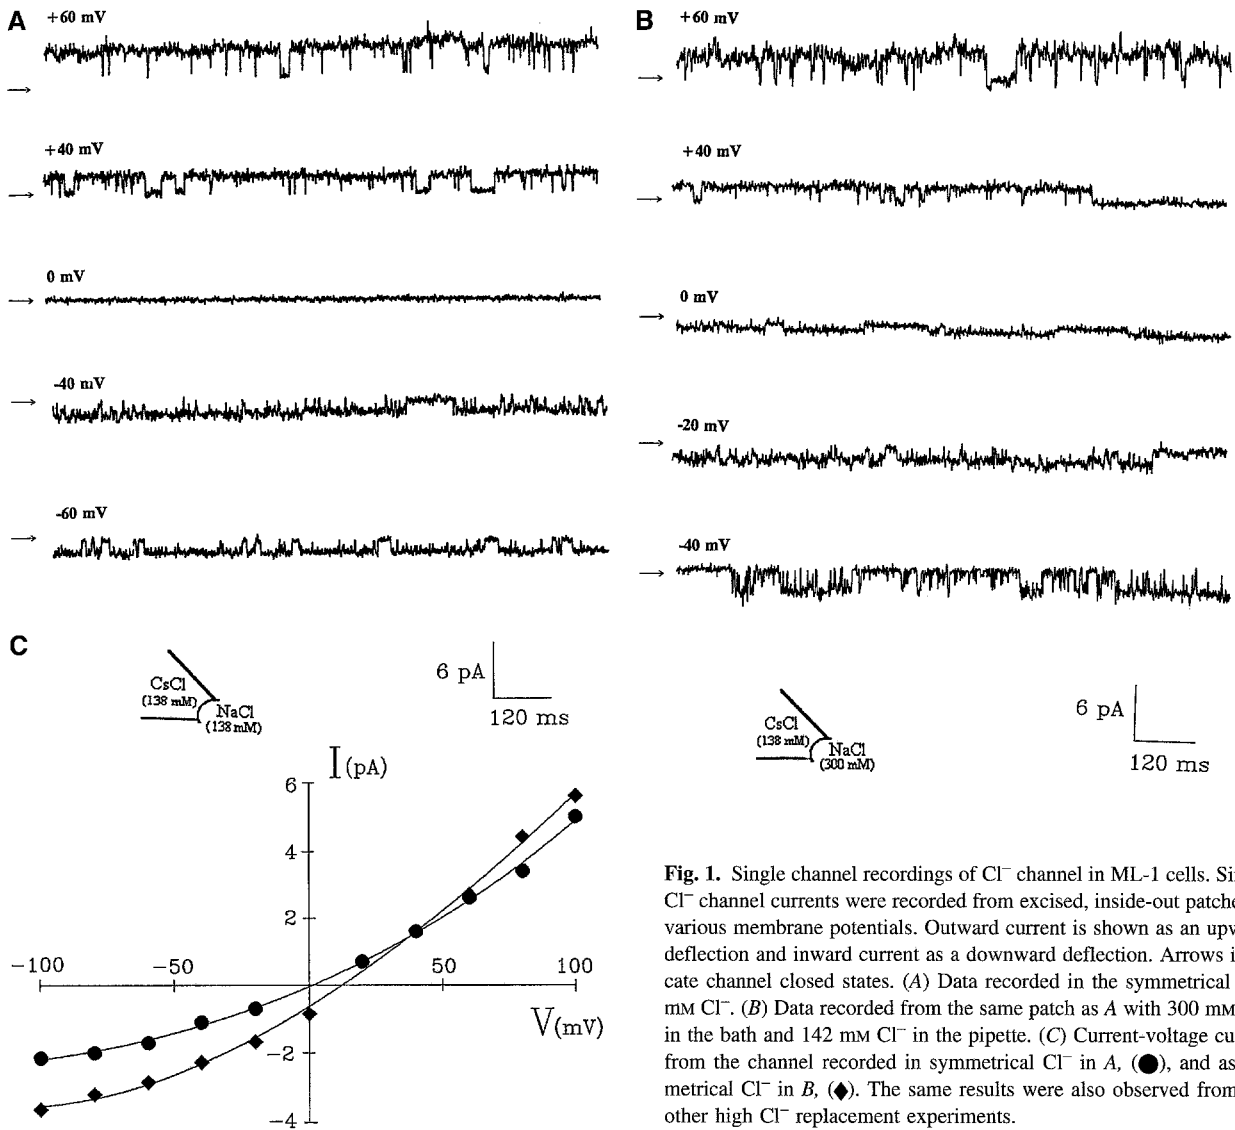 A
+60 mV
+40 mV
0 mV
-40 mV
-60 mV
B
+60 mV
+40 mV
0 mV
-20 mV
-40 mV
C
CsCl
(138 mM)
NaCl
(138 mM)
6 pA
120 ms
CsCl
(138 mM)
NaCl
(300 mM)
6 pA
120 ms
I (pA)
6
4
2
-100
-50
50
100
V(mV)
-2
-4
Fig. 1. Single channel recordings of Cl⁻ channel in ML-1 cells.
Cl⁻ channel currents were recorded from excised, inside-out
various membrane potentials. Outward current is shown as an
deflection and inward current as a downward deflection. Arrows
cate channel closed states. (A) Data recorded in the symmetrical
mM Cl⁻. (B) Data recorded from the same patch as A with 300 mM
in the bath and 142 mM Cl⁻ in the pipette. (C) Current-voltage
from the channel recorded in symmetrical Cl⁻ in A, (●), and
metrical Cl⁻ in B, (◆). The same results were also observed from
other high Cl⁻ replacement experiments.